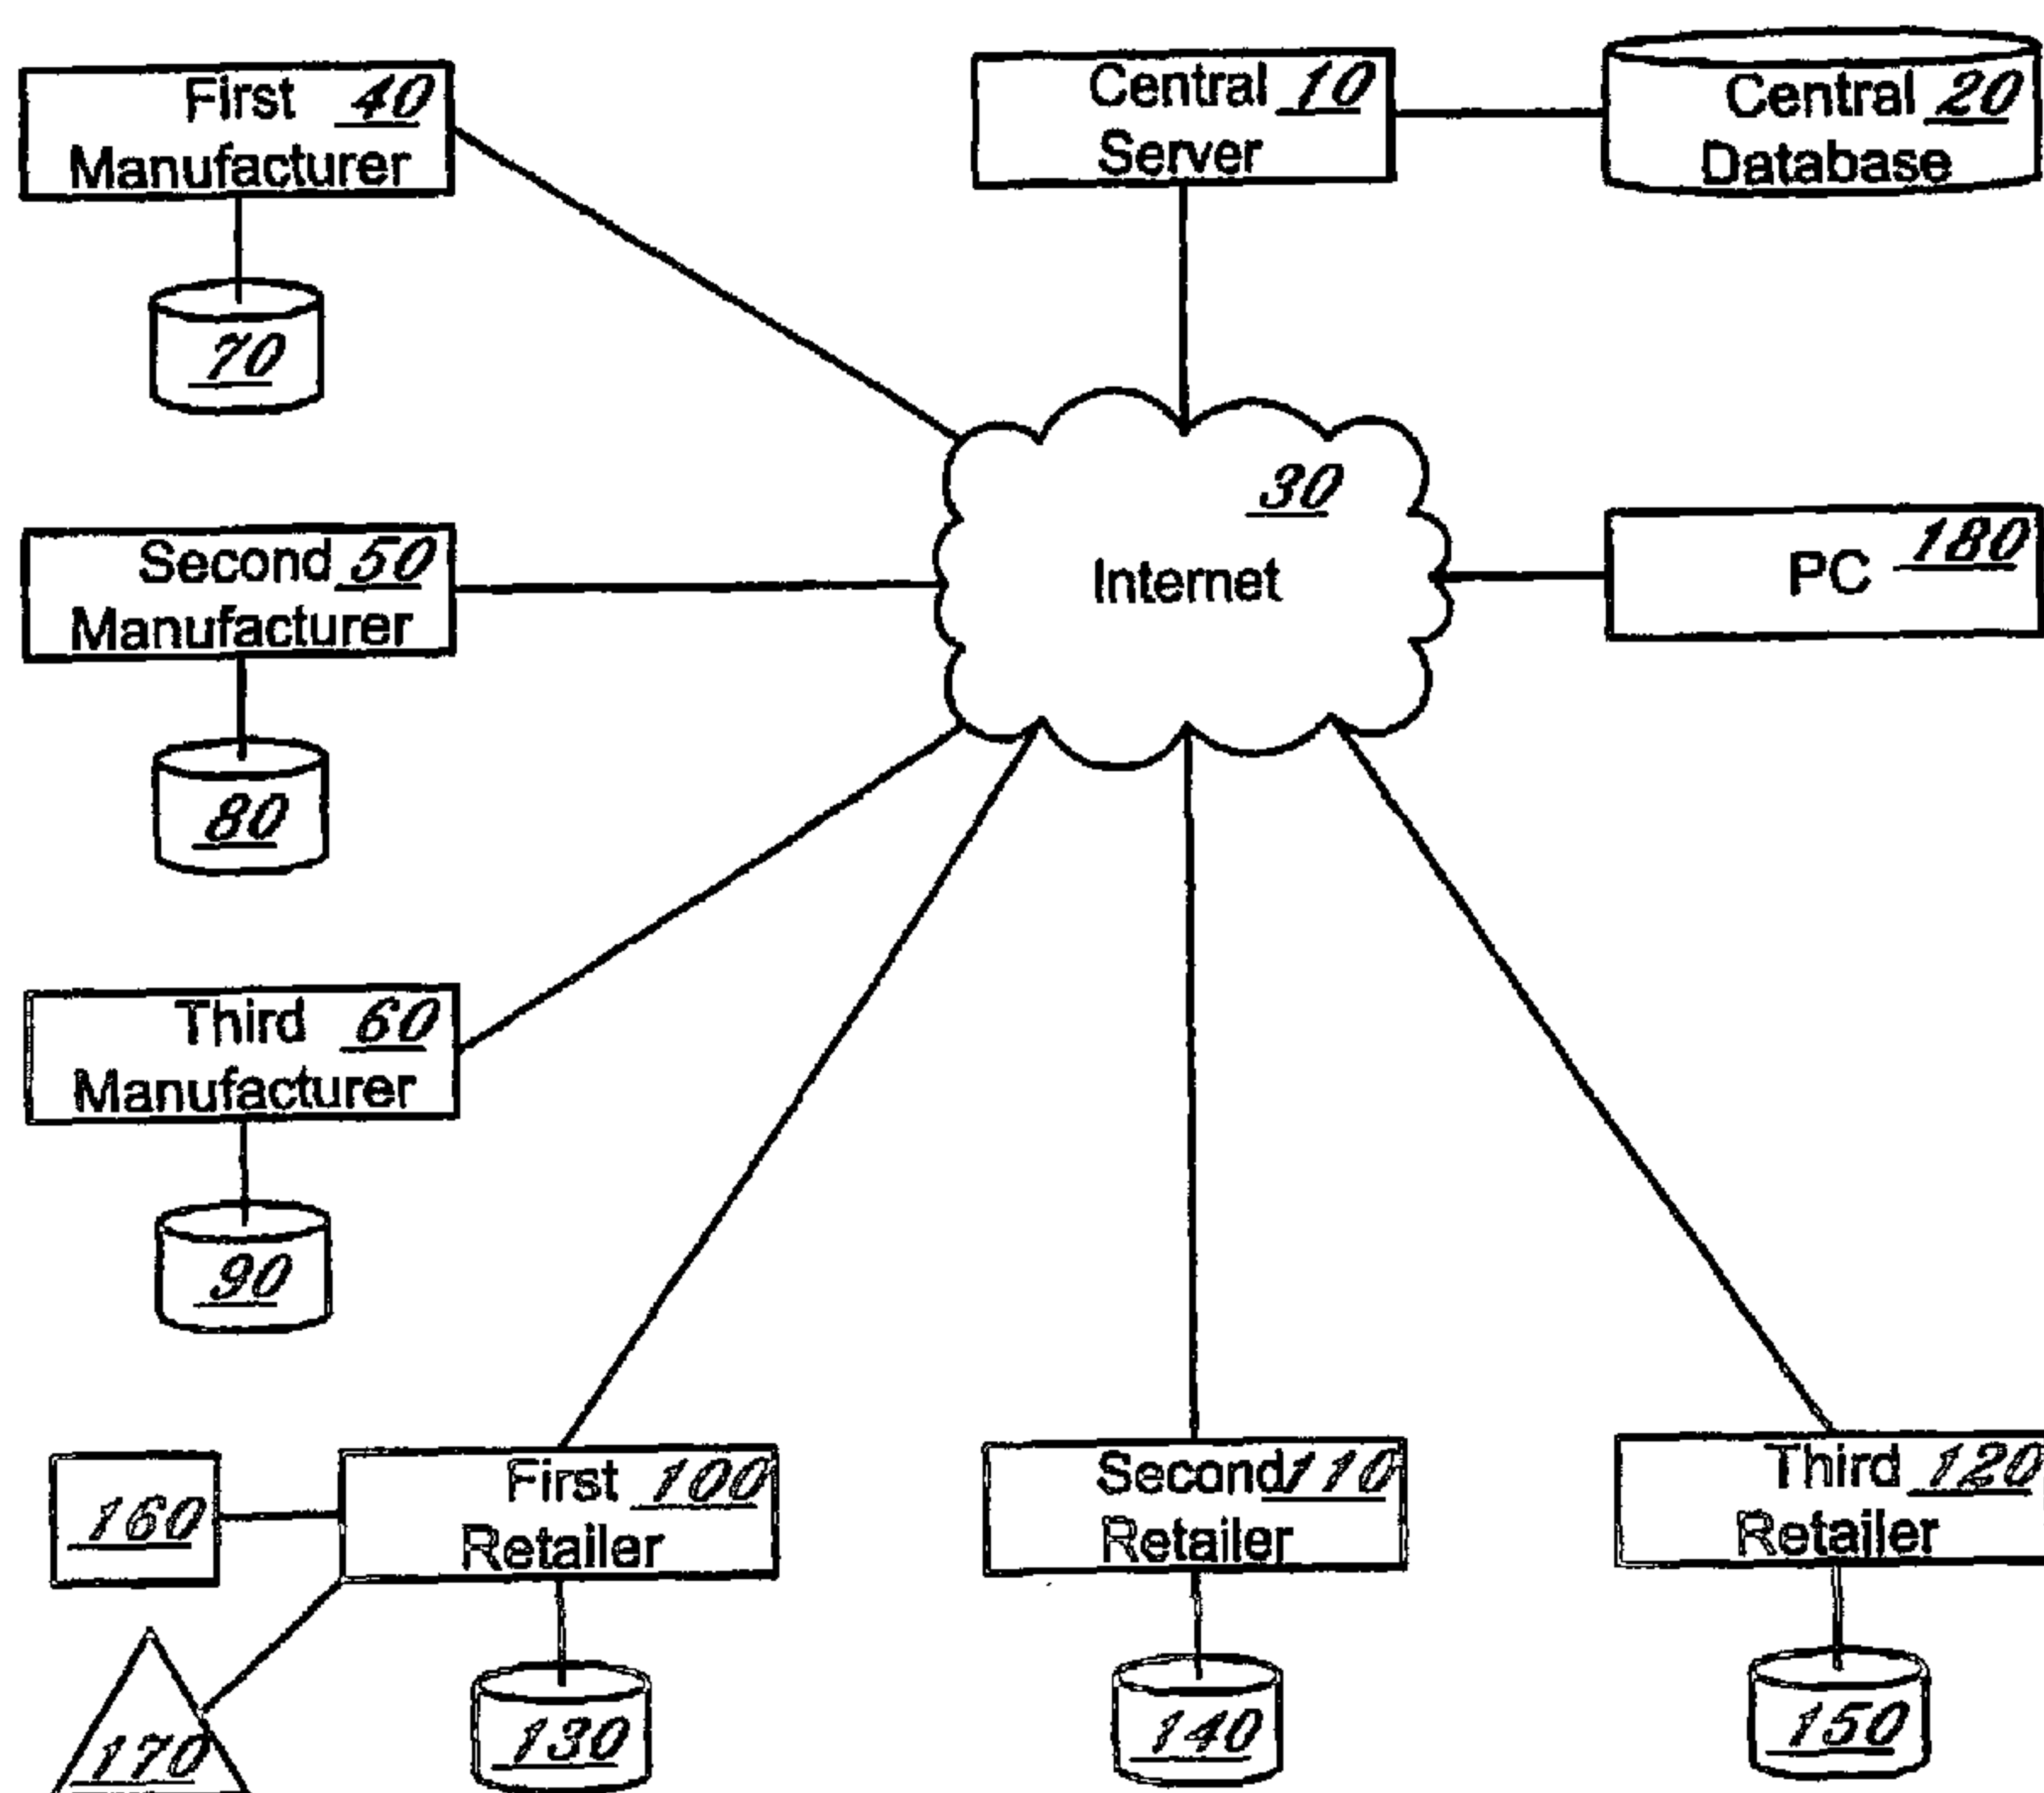 First 40
Manufacturer
Central 10
Server
Central 20
Database
70
30
Internet
Second 50
Manufacturer
PC 180
80
Third 60
Manufacturer
90
160
First 100
Retailer
Second 110
Retailer
Third 120
Retailer
170
130
140
150